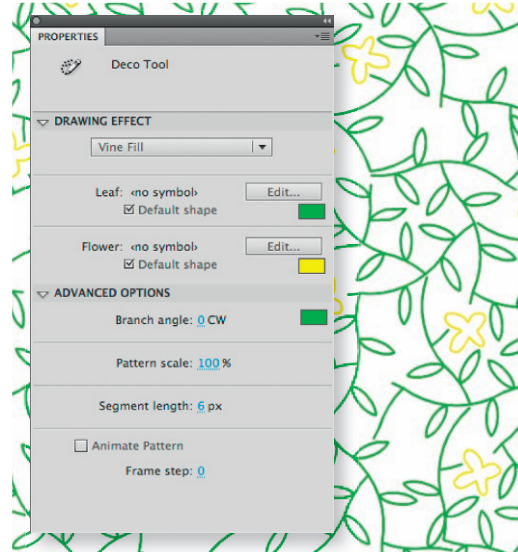 PROPERTIES
Deco Tool
DRAWING EFFECT
Vine Fill
Leaf: ‹no symbol› Edit...
Default shape
Flower: ‹no symbol› Edit...
Default shape
ADVANCED OPTIONS
Branch angle: 0 CW
Pattern scale: 100 %
Segment length: 6 px
Animate Pattern
Frame step: 0